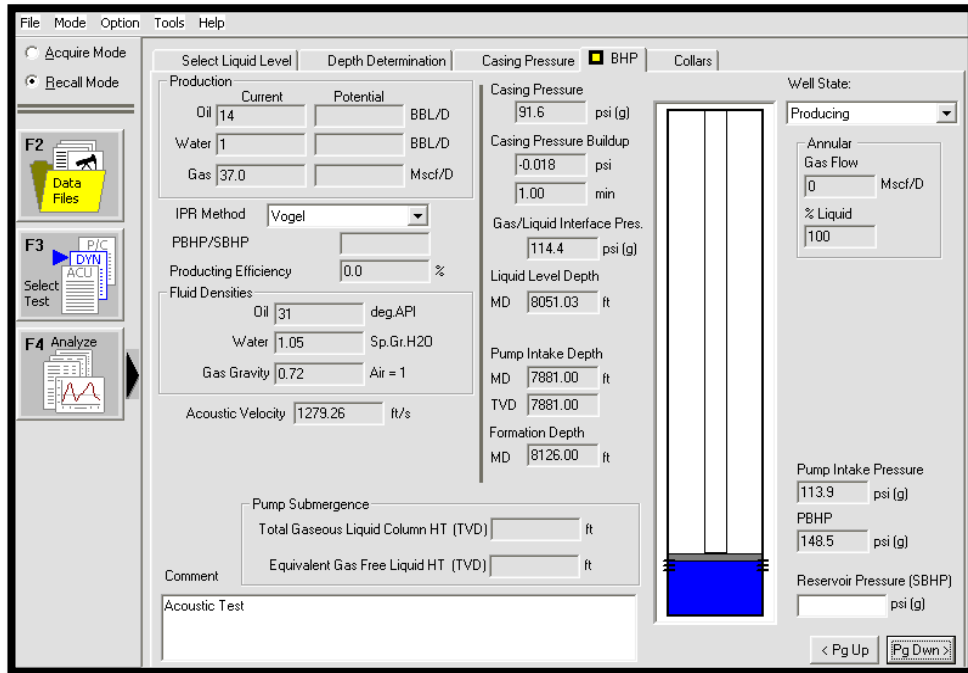 File Mode Option Tools Help
Acquire Mode
Recall Mode
F2
Data
Files
F3
P/C
DYN
ACU
Select
Test
F4 Analyze
Select Liquid Level
Depth Determination
Casing Pressure
BHP
Collars
Production
Current Potential
Oil 14 BBL/D
Water 1 BBL/D
Gas 37.0 Mscf/D
IPR Method Vogel
PBHP/SBHP
Producting Efficiency 0.0 %
Fluid Densities
Oil 31 deg.API
Water 1.05 Sp.Gr.H2O
Gas Gravity 0.72 Air = 1
Acoustic Velocity 1279.26 ft/s
Casing Pressure
91.6 psi (g)
Casing Pressure Buildup
-0.018 psi
1.00 min
Gas/Liquid Interface Pres.
114.4 psi (g)
Liquid Level Depth
MD 8051.03 ft
Pump Intake Depth
MD 7881.00 ft
TVD 7881.00 ft
Formation Depth
MD 8126.00 ft
Pump Submergence
Total Gaseous Liquid Column HT (TVD) ft
Equivalent Gas Free Liquid HT (TVD) ft
Comment
Acoustic Test
Well State:
Producing
Annular
Gas Flow
0 Mscf/D
% Liquid
100
Pump Intake Pressure
113.9 psi (g)
PBHP
148.5 psi (g)
Reservoir Pressure (SBHP)
psi (g)
< Pg Up Pg Dwn >